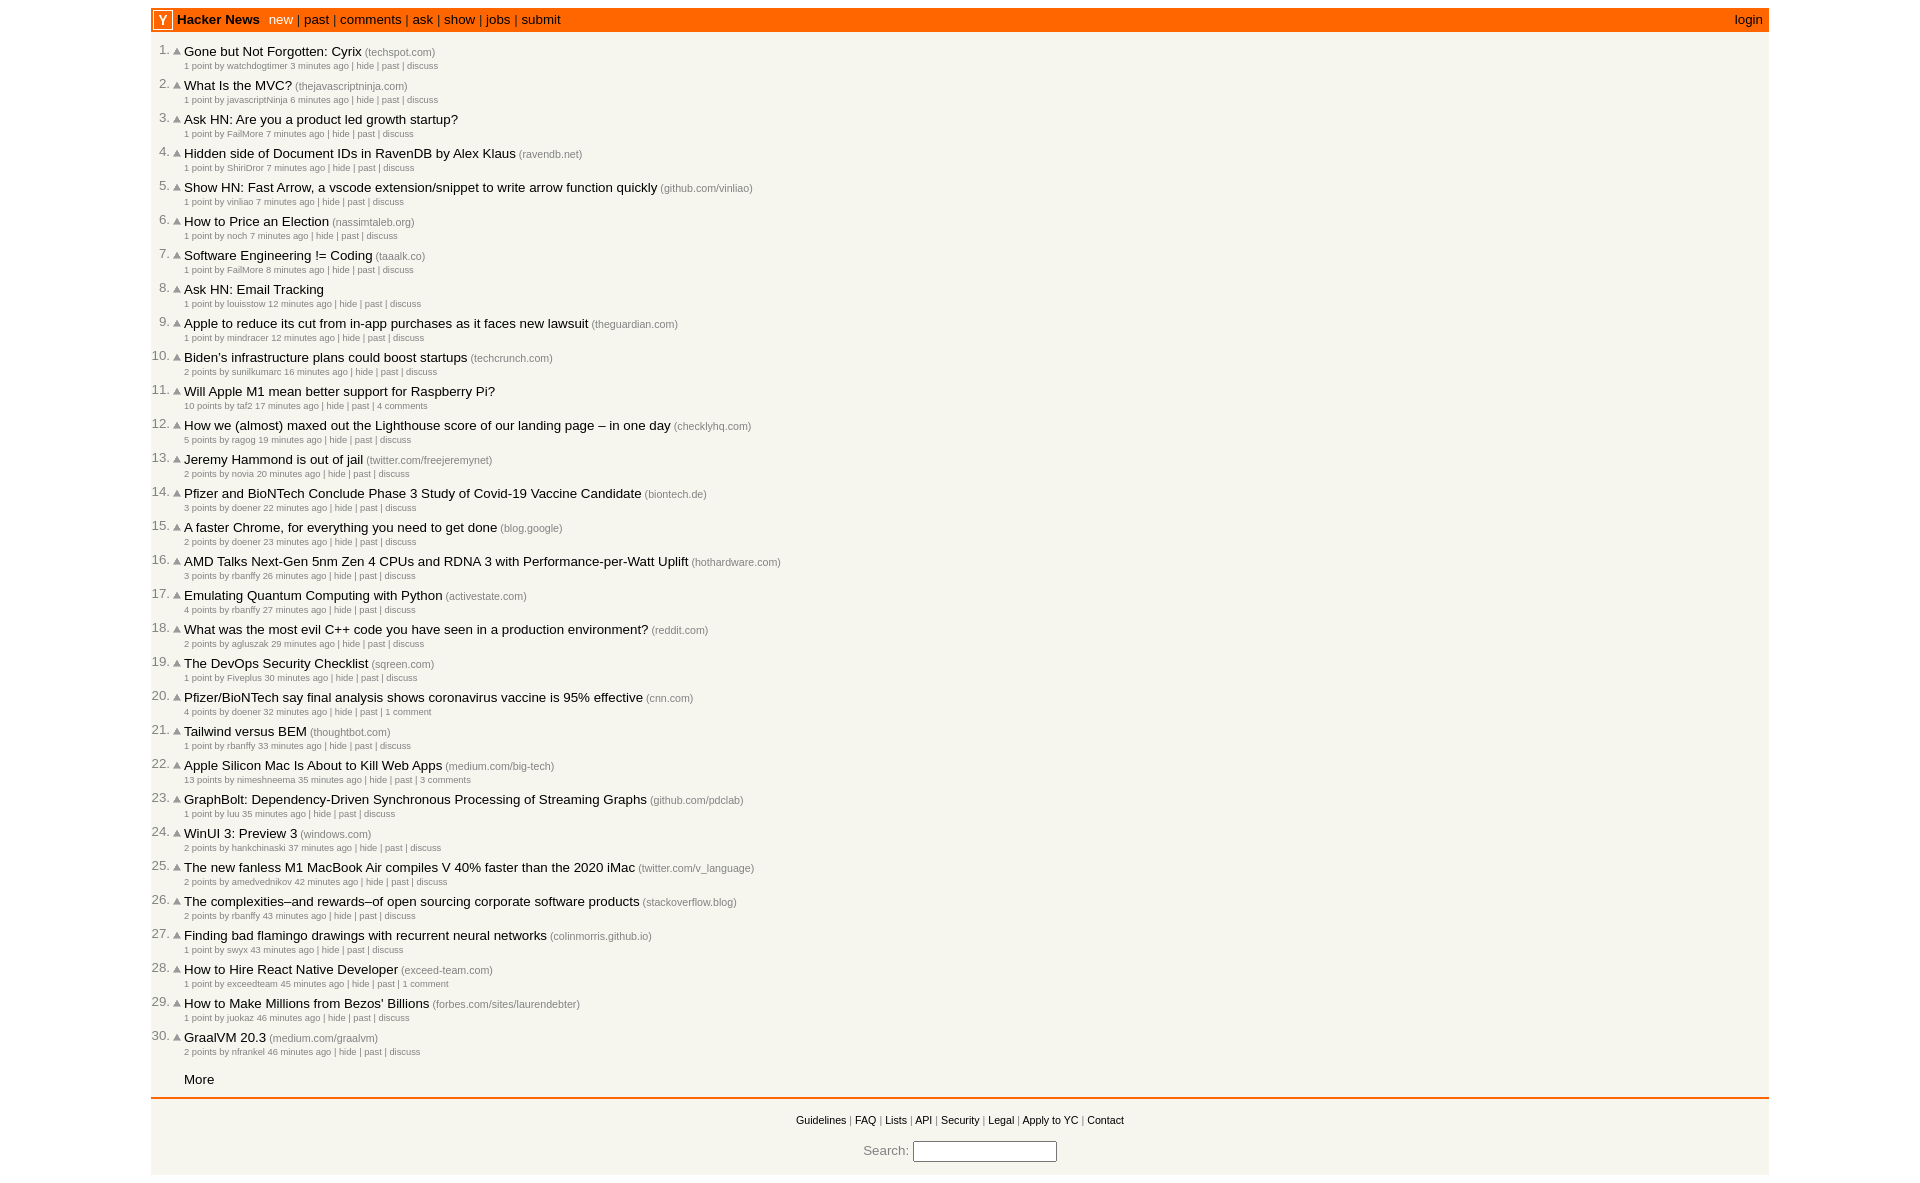 Y Hacker News new | past | comments | ask | show | jobs | submit login
1. Gone but Not Forgotten: Cyrix (techspot.com)
1 point by watchdogtimer 3 minutes ago | hide | past | discuss
2. What Is the MVC? (thejavascriptninja.com)
1 point by javascriptNinja 6 minutes ago | hide | past | discuss
3. Ask HN: Are you a product led growth startup?
1 point by FailMore 7 minutes ago | hide | past | discuss
4. Hidden side of Document IDs in RavenDB by Alex Klaus (ravendb.net)
1 point by ShiriDror 7 minutes ago | hide | past | discuss
5. Show HN: Fast Arrow, a vscode extension/snippet to write arrow function quickly (github.com/vinliao)
1 point by vinliao 7 minutes ago | hide | past | discuss
6. How to Price an Election (nassimtaleb.org)
1 point by noch 7 minutes ago | hide | past | discuss
7. Software Engineering != Coding (taaalk.co)
1 point by FailMore 8 minutes ago | hide | past | discuss
8. Ask HN: Email Tracking
1 point by louisstow 12 minutes ago | hide | past | discuss
9. Apple to reduce its cut from in-app purchases as it faces new lawsuit (theguardian.com)
1 point by mindracer 12 minutes ago | hide | past | discuss
10. Biden's infrastructure plans could boost startups (techcrunch.com)
2 points by sunilkumarc 16 minutes ago | hide | past | discuss
11. Will Apple M1 mean better support for Raspberry Pi?
10 points by taf2 17 minutes ago | hide | past | 4 comments
12. How we (almost) maxed out the Lighthouse score of our landing page – in one day (checklyhq.com)
5 points by ragog 19 minutes ago | hide | past | discuss
13. Jeremy Hammond is out of jail (twitter.com/freejeremynet)
2 points by novia 20 minutes ago | hide | past | discuss
14. Pfizer and BioNTech Conclude Phase 3 Study of Covid-19 Vaccine Candidate (biontech.de)
3 points by doener 22 minutes ago | hide | past | discuss
15. A faster Chrome, for everything you need to get done (blog.google)
2 points by doener 23 minutes ago | hide | past | discuss
16. AMD Talks Next-Gen 5nm Zen 4 CPUs and RDNA 3 with Performance-per-Watt Uplift (hothardware.com)
3 points by rbanffy 26 minutes ago | hide | past | discuss
17. Emulating Quantum Computing with Python (activestate.com)
4 points by rbanffy 27 minutes ago | hide | past | discuss
18. What was the most evil C++ code you have seen in a production environment? (reddit.com)
2 points by agluszak 29 minutes ago | hide | past | discuss
19. The DevOps Security Checklist (sqreen.com)
1 point by Fiveplus 30 minutes ago | hide | past | discuss
20. Pfizer/BioNTech say final analysis shows coronavirus vaccine is 95% effective (cnn.com)
4 points by doener 32 minutes ago | hide | past | 1 comment
21. Tailwind versus BEM (thoughtbot.com)
1 point by rbanffy 33 minutes ago | hide | past | discuss
22. Apple Silicon Mac Is About to Kill Web Apps (medium.com/big-tech)
13 points by nimeshneema 35 minutes ago | hide | past | 3 comments
23. GraphBolt: Dependency-Driven Synchronous Processing of Streaming Graphs (github.com/pdclab)
1 point by luu 35 minutes ago | hide | past | discuss
24. WinUI 3: Preview 3 (windows.com)
2 points by hankchinaski 37 minutes ago | hide | past | discuss
25. The new fanless M1 MacBook Air compiles V 40% faster than the 2020 iMac (twitter.com/v_language)
2 points by amedvednikov 42 minutes ago | hide | past | discuss
26. The complexities–and rewards–of open sourcing corporate software products (stackoverflow.blog)
2 points by rbanffy 43 minutes ago | hide | past | discuss
27. Finding bad flamingo drawings with recurrent neural networks (colinmorris.github.io)
1 point by swyx 43 minutes ago | hide | past | discuss
28. How to Hire React Native Developer (exceed-team.com)
1 point by exceedteam 45 minutes ago | hide | past | 1 comment
29. How to Make Millions from Bezos' Billions (forbes.com/sites/laurendebter)
1 point by juokaz 46 minutes ago | hide | past | discuss
30. GraalVM 20.3 (medium.com/graalvm)
2 points by nfrankel 46 minutes ago | hide | past | discuss
More
Guidelines | FAQ | Lists | API | Security | Legal | Apply to YC | Contact
Search: